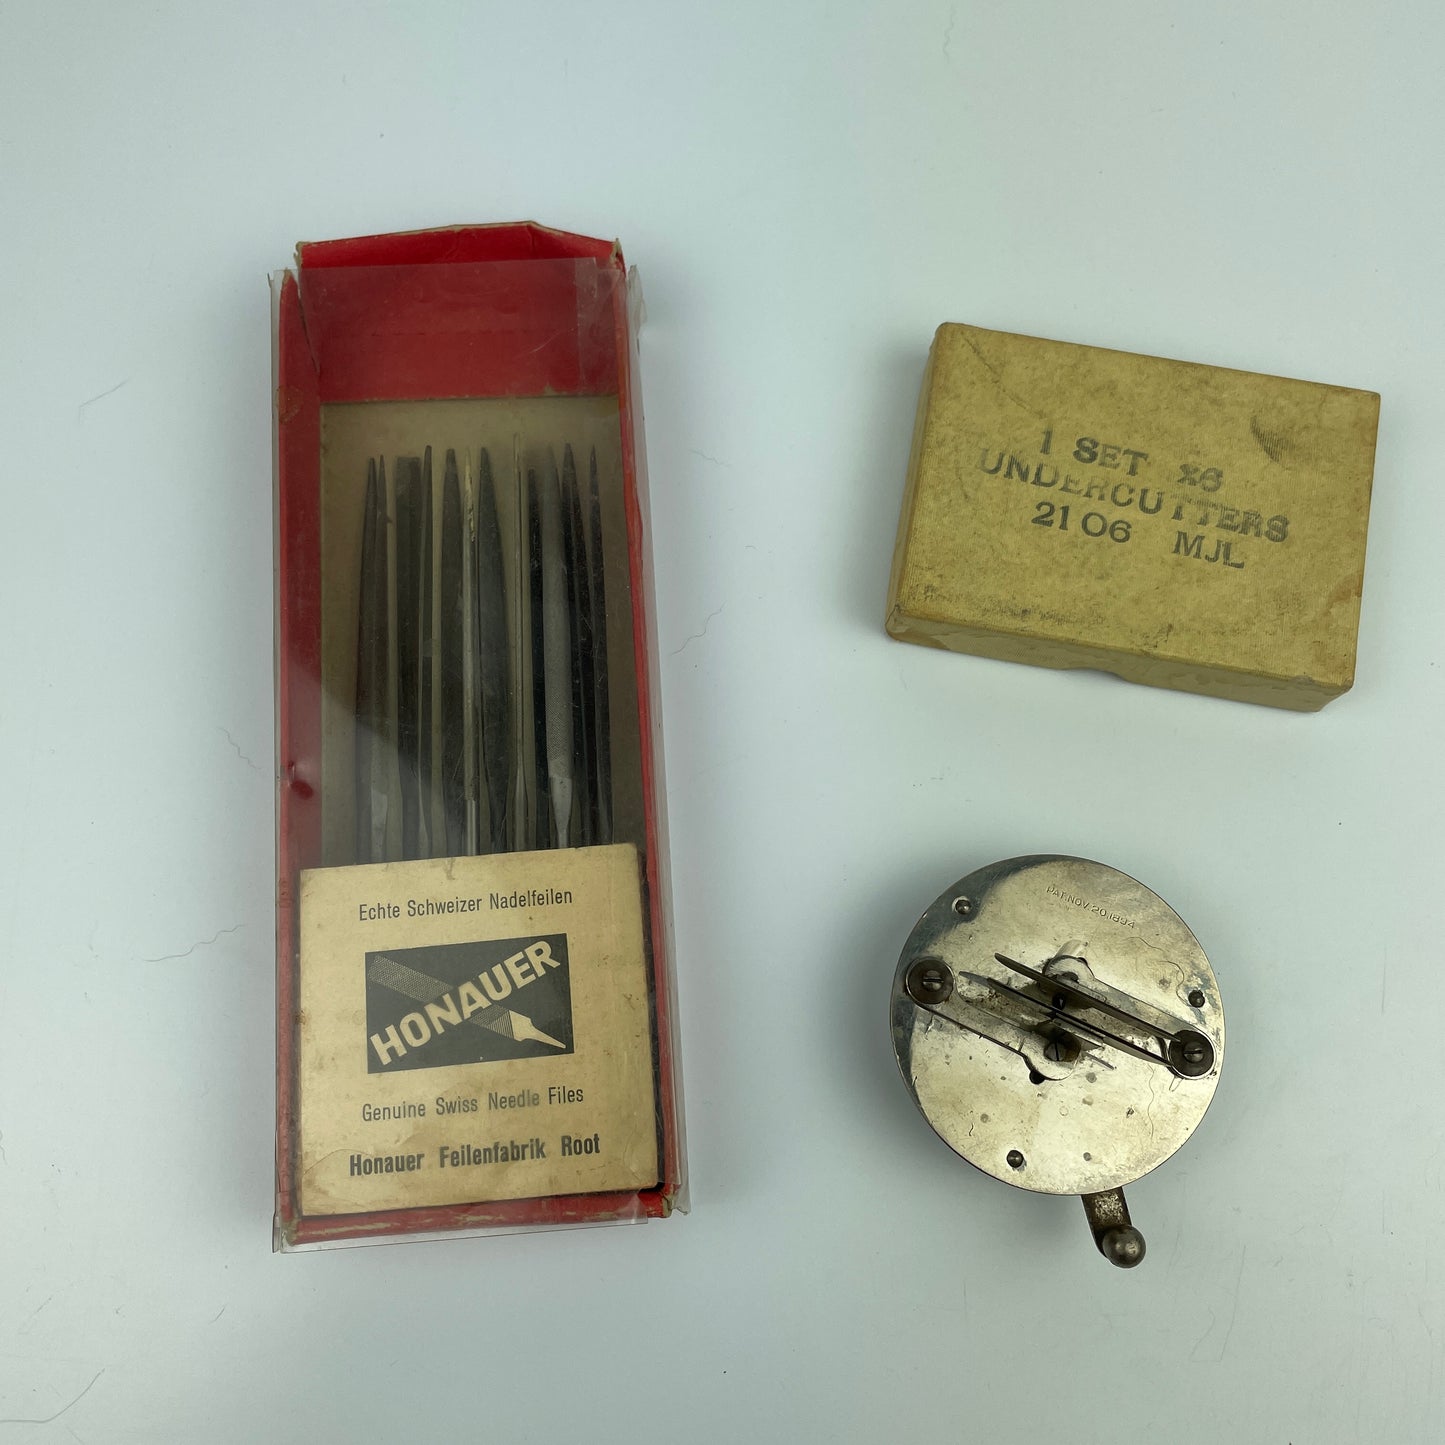 Echte Schweizer Nadelfeilen
HONAUER
Genuine Swiss Needle Files
Honauer Feilenfabrik Root
1 SET X6
UNDERCUTTERS
2106 MJL
PAT. NOV. 20. 1894